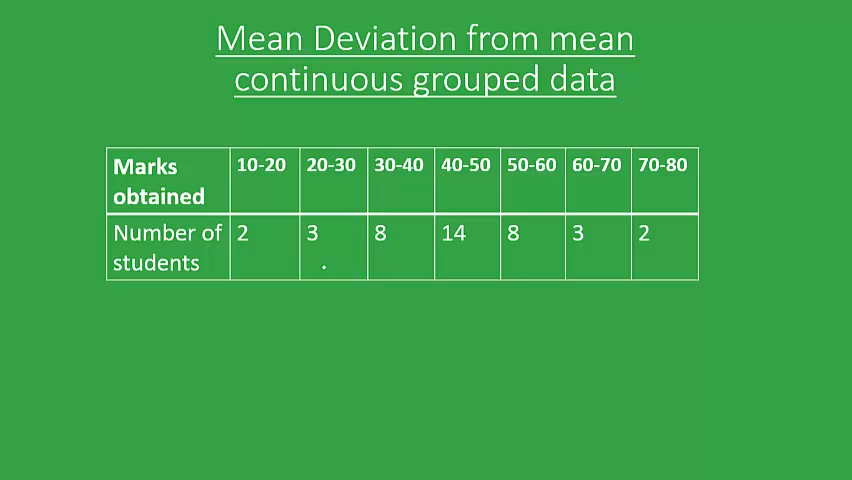 Mean Deviation from mean
continuous grouped data
Marks obtained 10-20 20-30 30-40 40-50 50-60 60-70 70-80
Number of students 2 3 8 14 8 3 2